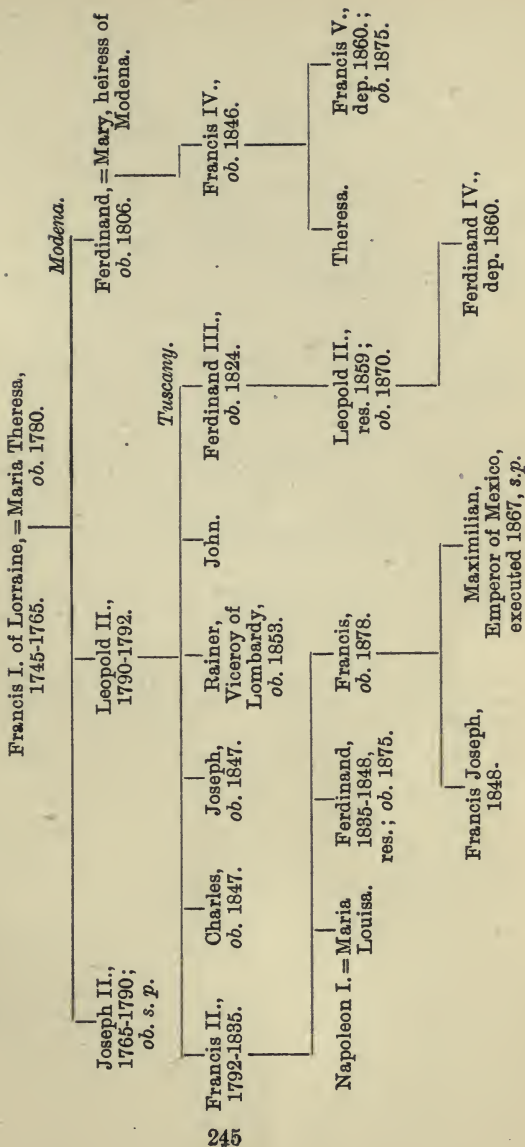 Francis I. of Lorraine, = Maria Theresa,
1745-1765.
ob. 1780.
Joseph II.,
1765-1790;
ob. s. p.
Leopold II.,
1790-1792.
Modena.
Ferdinand, = Mary, heiress of
ob. 1806.
Modena.
Tuscany.
Francis II.,
1792-1835.
Charles,
ob. 1847.
Joseph,
ob. 1847.
Rainer,
Viceroy of
Lombardy,
ob. 1853.
John.
Ferdinand III.,
ob. 1824.
Francis IV.,
ob. 1846.
Napoleon I. = Maria
Louisa.
Ferdinand,
1835-1848,
res.; ob. 1875.
Francis,
ob. 1878.
Leopold II.,
res. 1859;
ob. 1870.
Theresa.
Francis V.,
dep. 1860.;
ob. 1875.
Francis Joseph,
1848-
Maximilian,
Emperor of Mexico,
executed 1867, s.p.
Ferdinand IV.,
dep. 1860.
245